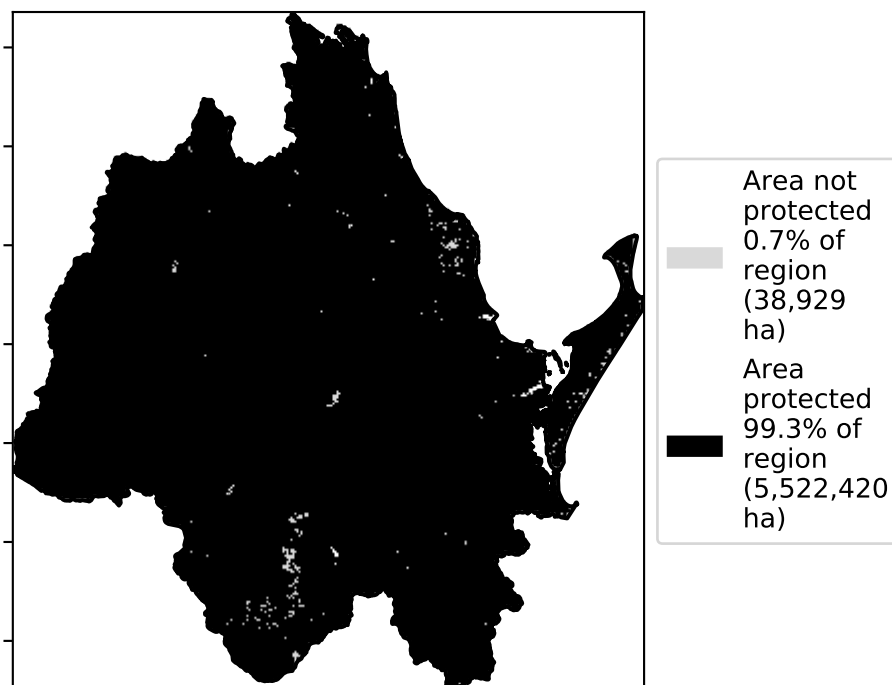 Area not
protected
0.7% of
region
(38,929
ha)
Area
protected
99.3% of
region
(5,522,420
ha)